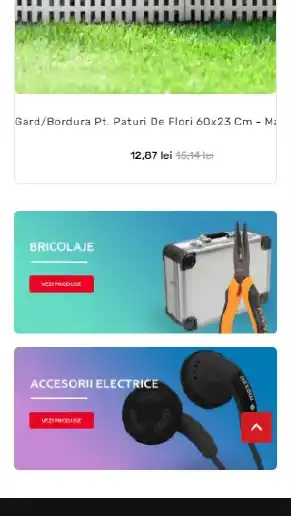 Gard/Bordura Pt. Paturi De Flori 60x23 Cm - Ma
12,87 lei 15,14 lei
BRICOLAJE
VEZI PRODUSE
ACCESORII ELECTRICE
VEZI PRODUSE